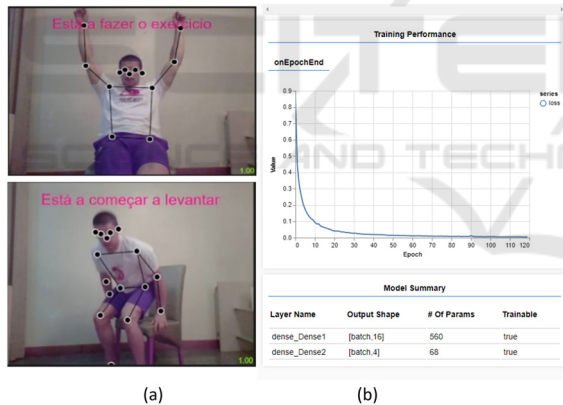 Está a fazer o exercício
1.00
Está a começar a levantar
1.00
(a)
Training Performance
onEpochEnd
series
loss
0.9
0.8
0.7
0.6
0.5
0.4
0.3
0.2
0.1
0.0
Value
0 10 20 30 40 50 60 70 80 90 100 110 120
Epoch
Model Summary
Layer Name Output Shape # Of Params Trainable
dense_Dense1 [batch,16] 560 true
dense_Dense2 [batch,4] 68 true
(b)
SCIENCE AND TECHN